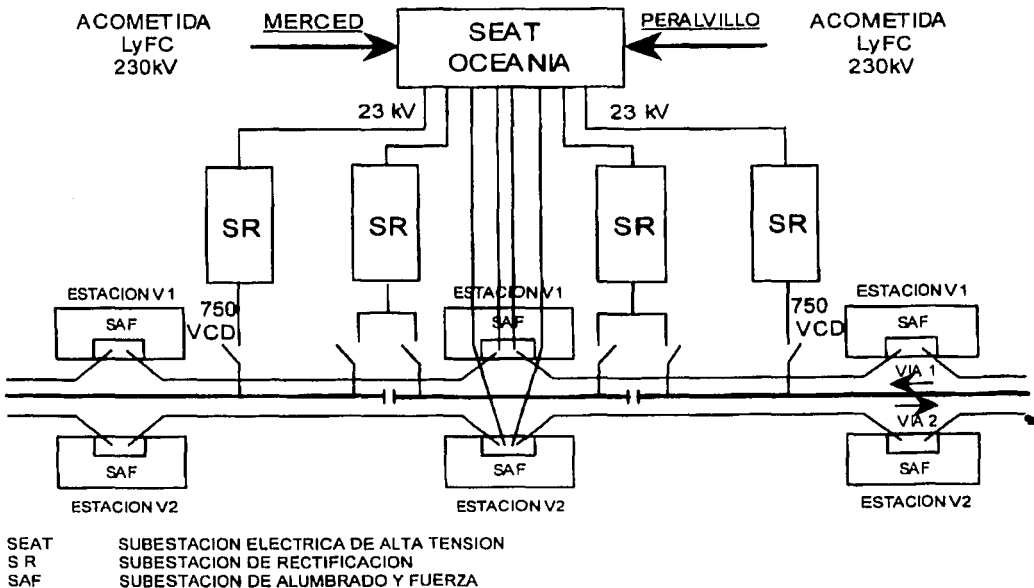 ACOMETIDA
LyFC
230kV
MERCED
SEAT
OCEANIA
PERALVILLO
ACOMETIDA
LyFC
230kV
23 kV
23 kV
SR
SR
SR
SR
750
VCD
750
VCD
ESTACION V1
SAF
ESTACION V1
SAF
ESTACION V1
SAF
VIA 1
VIA 2
SAF
ESTACION V2
SAF
ESTACION V2
SAF
ESTACION V2
SEAT SUBESTACION ELECTRICA DE ALTA TENSION
S R SUBESTACION DE RECTIFICACION
SAF SUBESTACION DE ALUMBRADO Y FUERZA